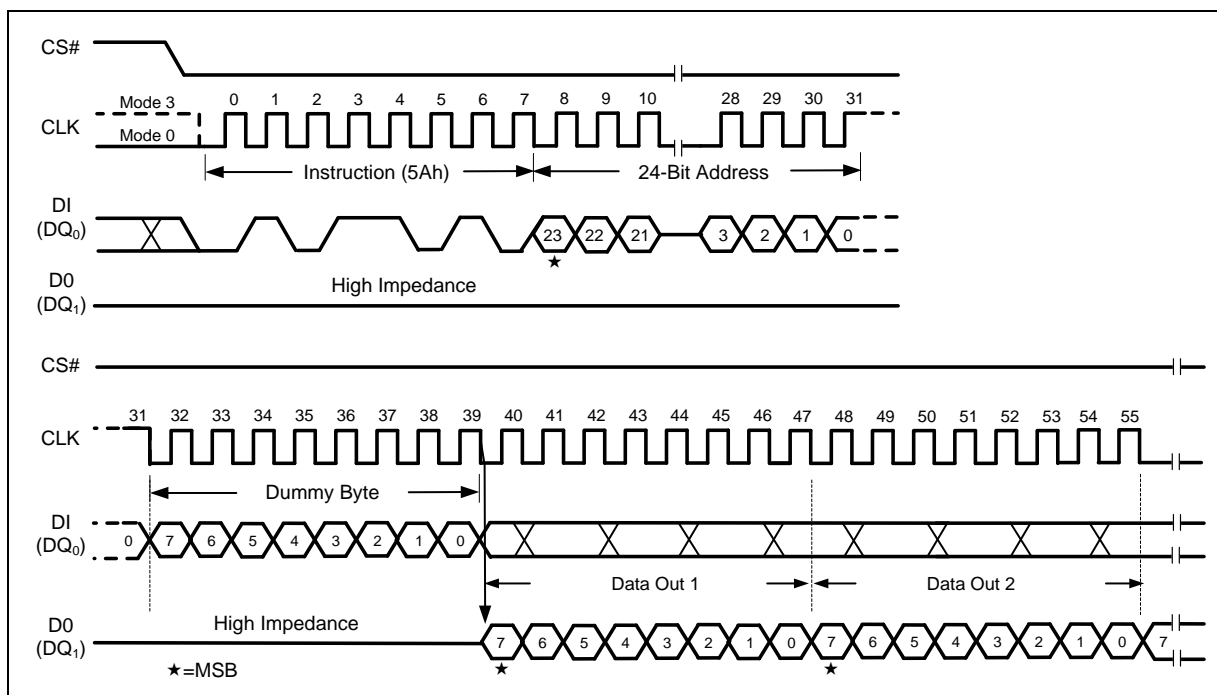 CS#
Mode 3
0 1 2 3 4 5 6 7 8 9 10 28 29 30 31
CLK
Mode 0
Instruction (5Ah) 24-Bit Address
DI
(DQ0)
23 22 21 3 2 1 0
★
D0
(DQ1)
High Impedance
CS#
31 32 33 34 35 36 37 38 39 40 41 42 43 44 45 46 47 48 49 50 51 52 53 54 55
CLK
Dummy Byte
DI
(DQ0)
0 7 6 5 4 3 2 1 0
Data Out 1 Data Out 2
D0
(DQ1)
High Impedance
7 6 5 4 3 2 1 0 7 6 5 4 3 2 1 0 7
★ ★
★=MSB